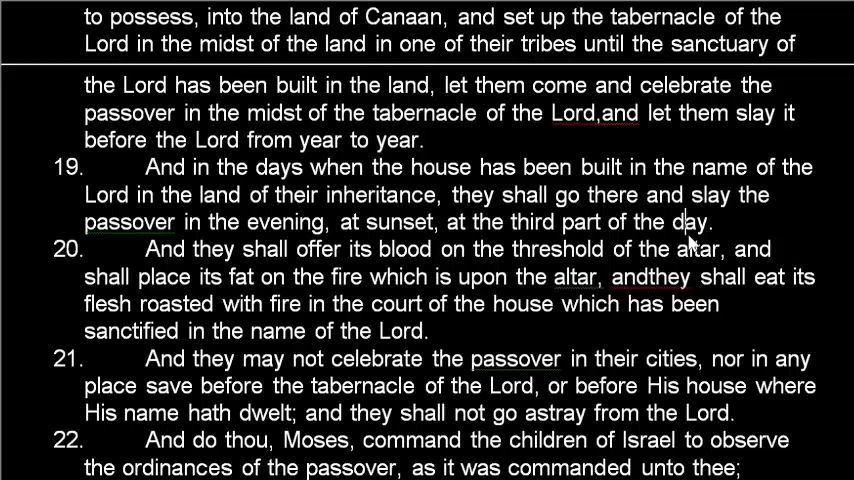 to possess, into the land of Canaan, and set up the tabernacle of the
Lord in the midst of the land in one of their tribes until the sanctuary of
the Lord has been built in the land, let them come and celebrate the
passover in the midst of the tabernacle of the Lord,and let them slay it
before the Lord from year to year.
19. And in the days when the house has been built in the name of the
Lord in the land of their inheritance, they shall go there and slay the
passover in the evening, at sunset, at the third part of the day.
20. And they shall offer its blood on the threshold of the altar, and
shall place its fat on the fire which is upon the altar, andthey shall eat its
flesh roasted with fire in the court of the house which has been
sanctified in the name of the Lord.
21. And they may not celebrate the passover in their cities, nor in any
place save before the tabernacle of the Lord, or before His house where
His name hath dwelt; and they shall not go astray from the Lord.
22. And do thou, Moses, command the children of Israel to observe
the ordinances of the passover, as it was commanded unto thee;